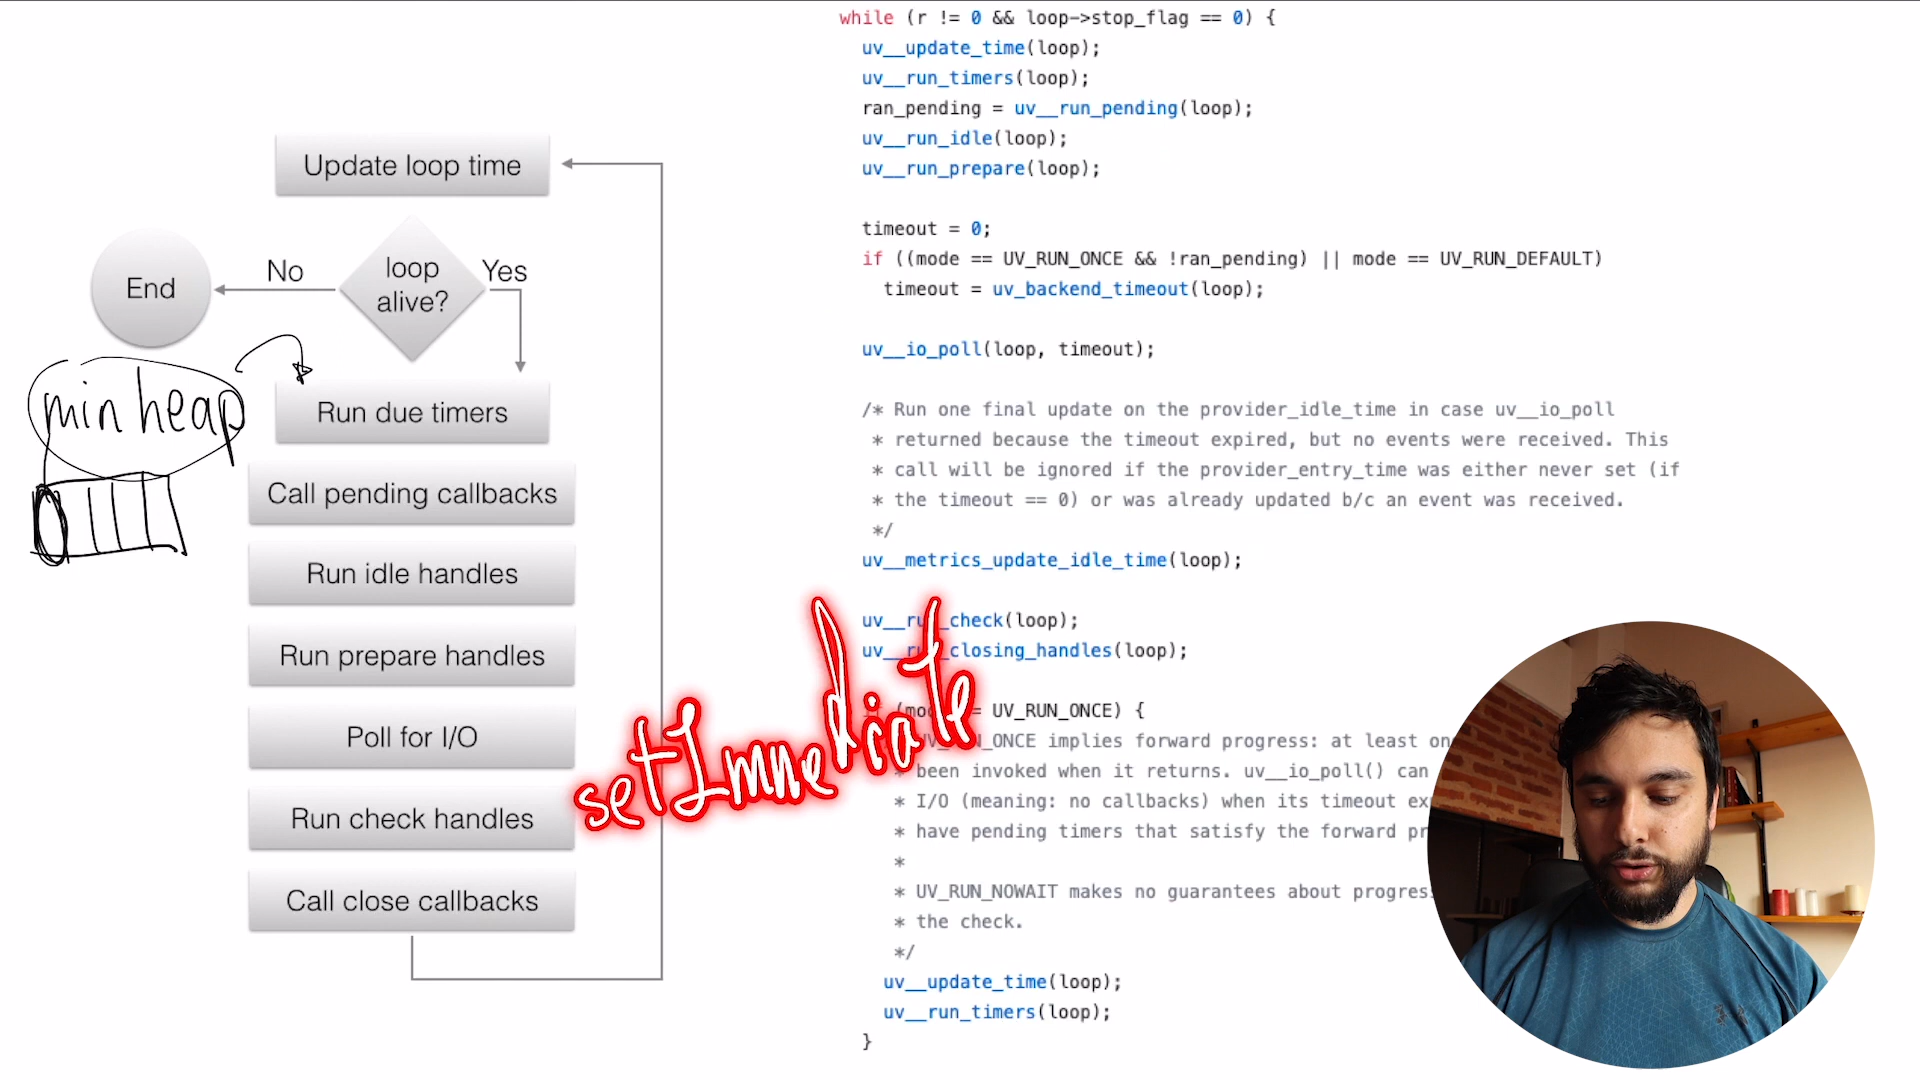 Update loop time
loop
alive?
No
Yes
End
min heap
Run due timers
Call pending callbacks
Run idle handles
Run prepare handles
Poll for I/O
Run check handles
Call close callbacks
setImmediate
while (r != 0 && loop->stop_flag == 0) {
uv__update_time(loop);
uv__run_timers(loop);
ran_pending = uv__run_pending(loop);
uv__run_idle(loop);
uv__run_prepare(loop);
timeout = 0;
if ((mode == UV_RUN_ONCE && !ran_pending) || mode == UV_RUN_DEFAULT)
timeout = uv_backend_timeout(loop);
uv__io_poll(loop, timeout);
/* Run one final update on the provider_idle_time in case uv__io_poll
* returned because the timeout expired, but no events were received. This
* call will be ignored if the provider_entry_time was either never set (if
* the timeout == 0) or was already updated b/c an event was received.
*/
uv__metrics_update_idle_time(loop);
uv__ru_check(loop);
uv__r_closing_handles(loop);
(mo = UV_RUN_ONCE) {
UV_RUN_ONCE implies forward progress: at least on
been invoked when it returns. uv__io_poll() can
* I/O (meaning: no callbacks) when its timeout ex
* have pending timers that satisfy the forward pr
*
* UV_RUN_NOWAIT makes no guarantees about progres
* the check.
*/
uv__update_time(loop);
uv__run_timers(loop);
}